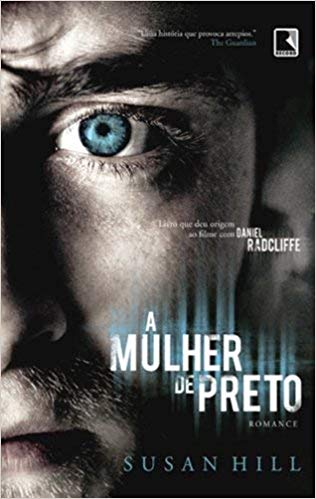 "Uma história que provoca arrepios."
The Guardian
RECORD
Livro que deu origem
ao filme com DANIEL
RADCLIFFE
A
MULHER
DE PRETO
ROMANCE
SUSAN HILL